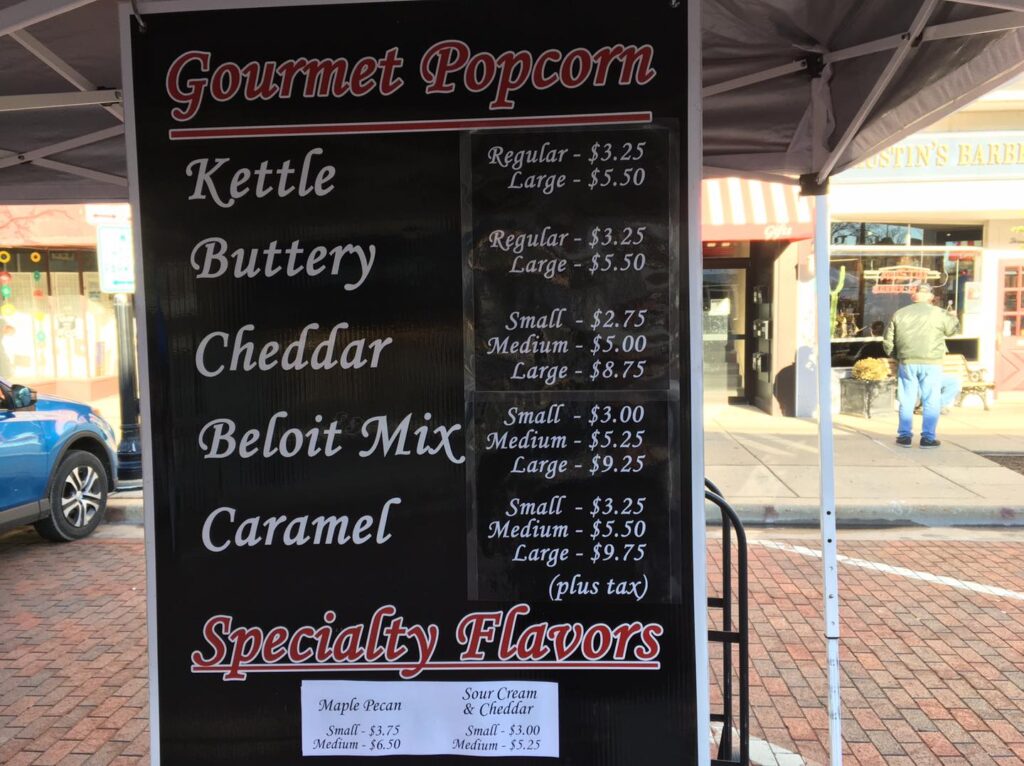 Gourmet Popcorn
Kettle
Regular - $3.25
Large - $5.50
Buttery
Regular - $3.25
Large - $5.50
Cheddar
Small - $2.75
Medium - $5.00
Large - $8.75
Beloit Mix
Small - $3.00
Medium - $5.25
Large - $9.25
Caramel
Small - $3.25
Medium - $5.50
Large - $9.75
(plus tax)
Specialty Flavors
Maple Pecan
Small - $3.75
Medium - $6.50
Sour Cream
& Cheddar
Small - $3.00
Medium - $5.25
Gifts